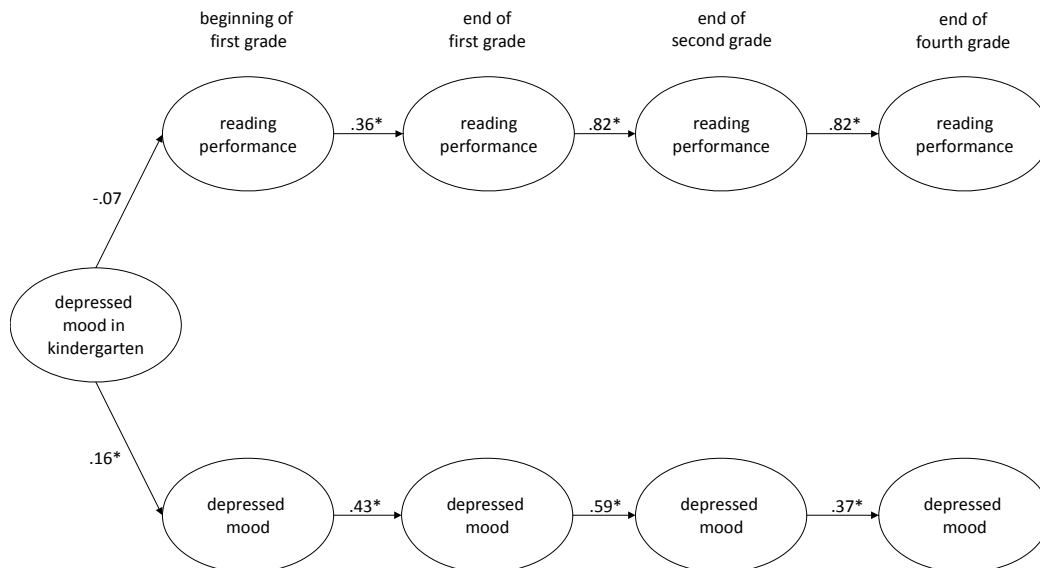 beginning of
first grade
end of
first grade
end of
second grade
end of
fourth grade
reading
performance
.36*
reading
performance
.82*
reading
performance
.82*
reading
performance
-.07
depressed
mood in
kindergarten
.16*
depressed
mood
.43*
depressed
mood
.59*
depressed
mood
.37*
depressed
mood